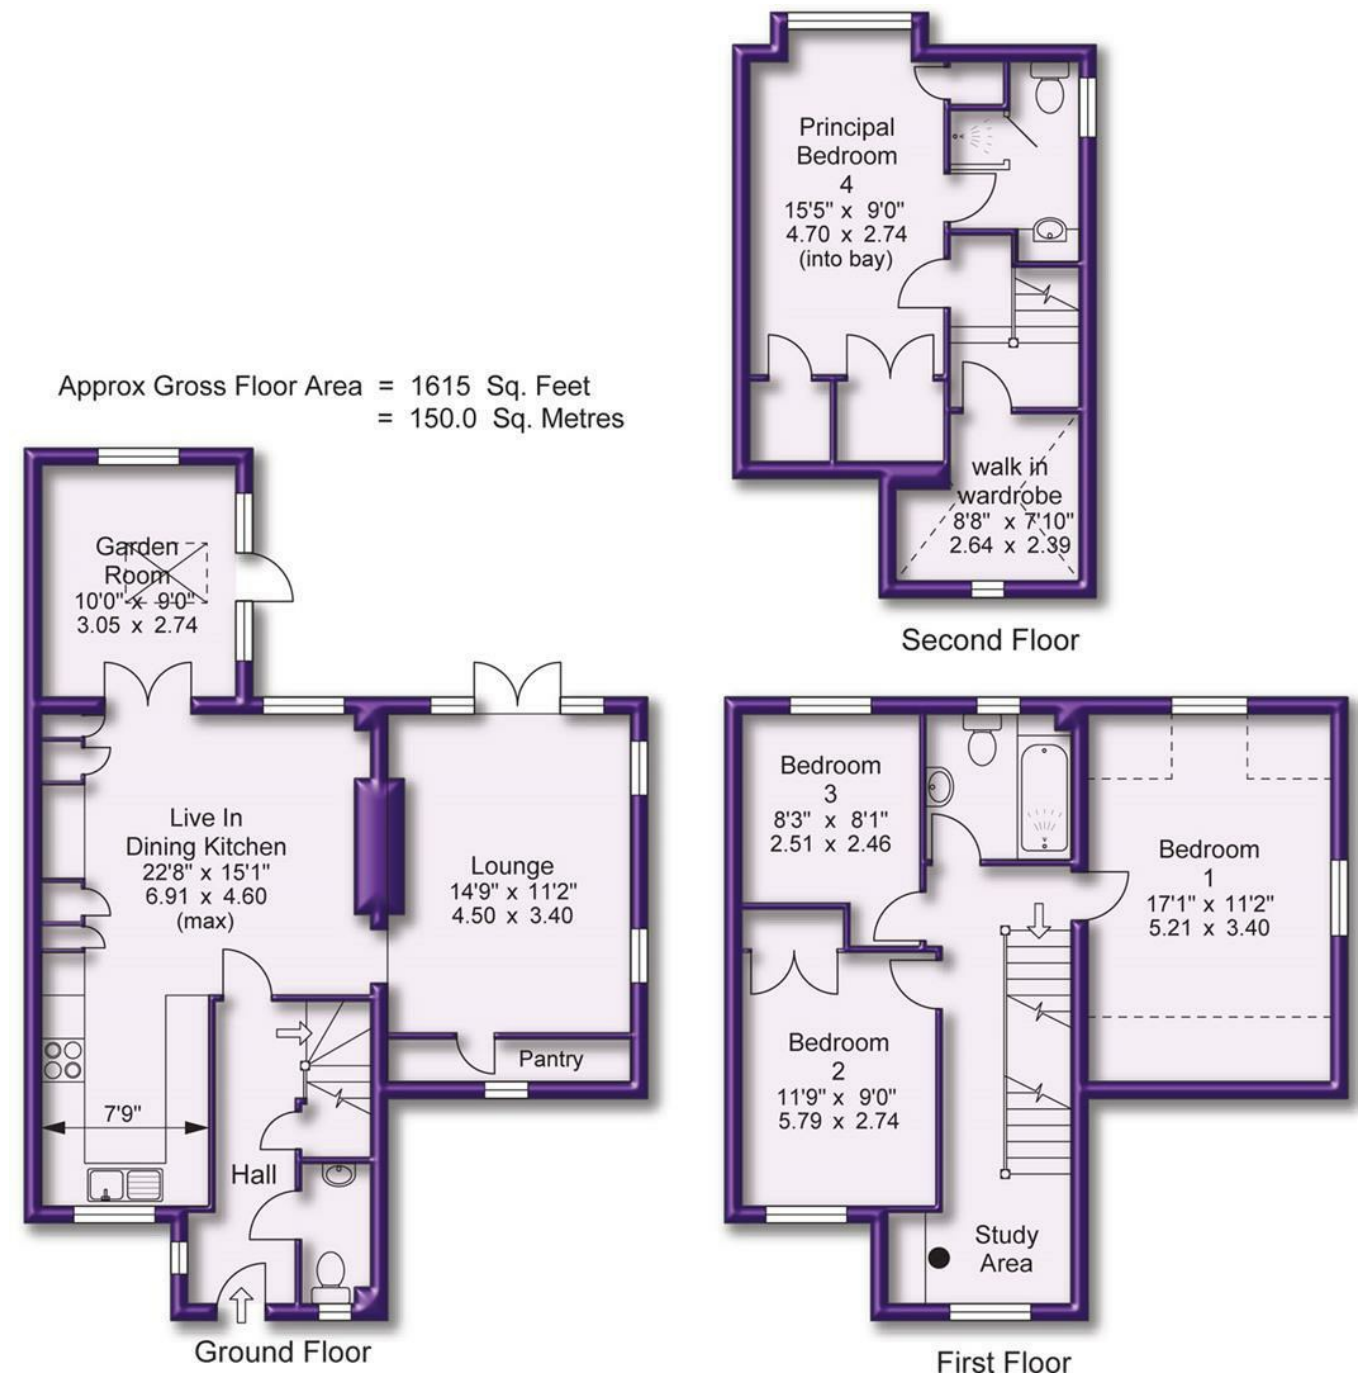 Principal
Bedroom
4
15'5" x 9'0"
4.70 x 2.74
(into bay)
walk in
wardrobe
8'8" x 7'10"
2.64 x 2.39
Second Floor
Approx Gross Floor Area = 1615 Sq. Feet
= 150.0 Sq. Metres
Garden
Room
10'0" x 9'0"
3.05 x 2.74
Live In
Dining Kitchen
22'8" x 15'1"
6.91 x 4.60
(max)
Lounge
14'9" x 11'2"
4.50 x 3.40
Pantry
7'9"
Hall
Ground Floor
Bedroom
3
8'3" x 8'1"
2.51 x 2.46
Bedroom
1
17'1" x 11'2"
5.21 x 3.40
Bedroom
2
11'9" x 9'0"
5.79 x 2.74
Study
Area
First Floor